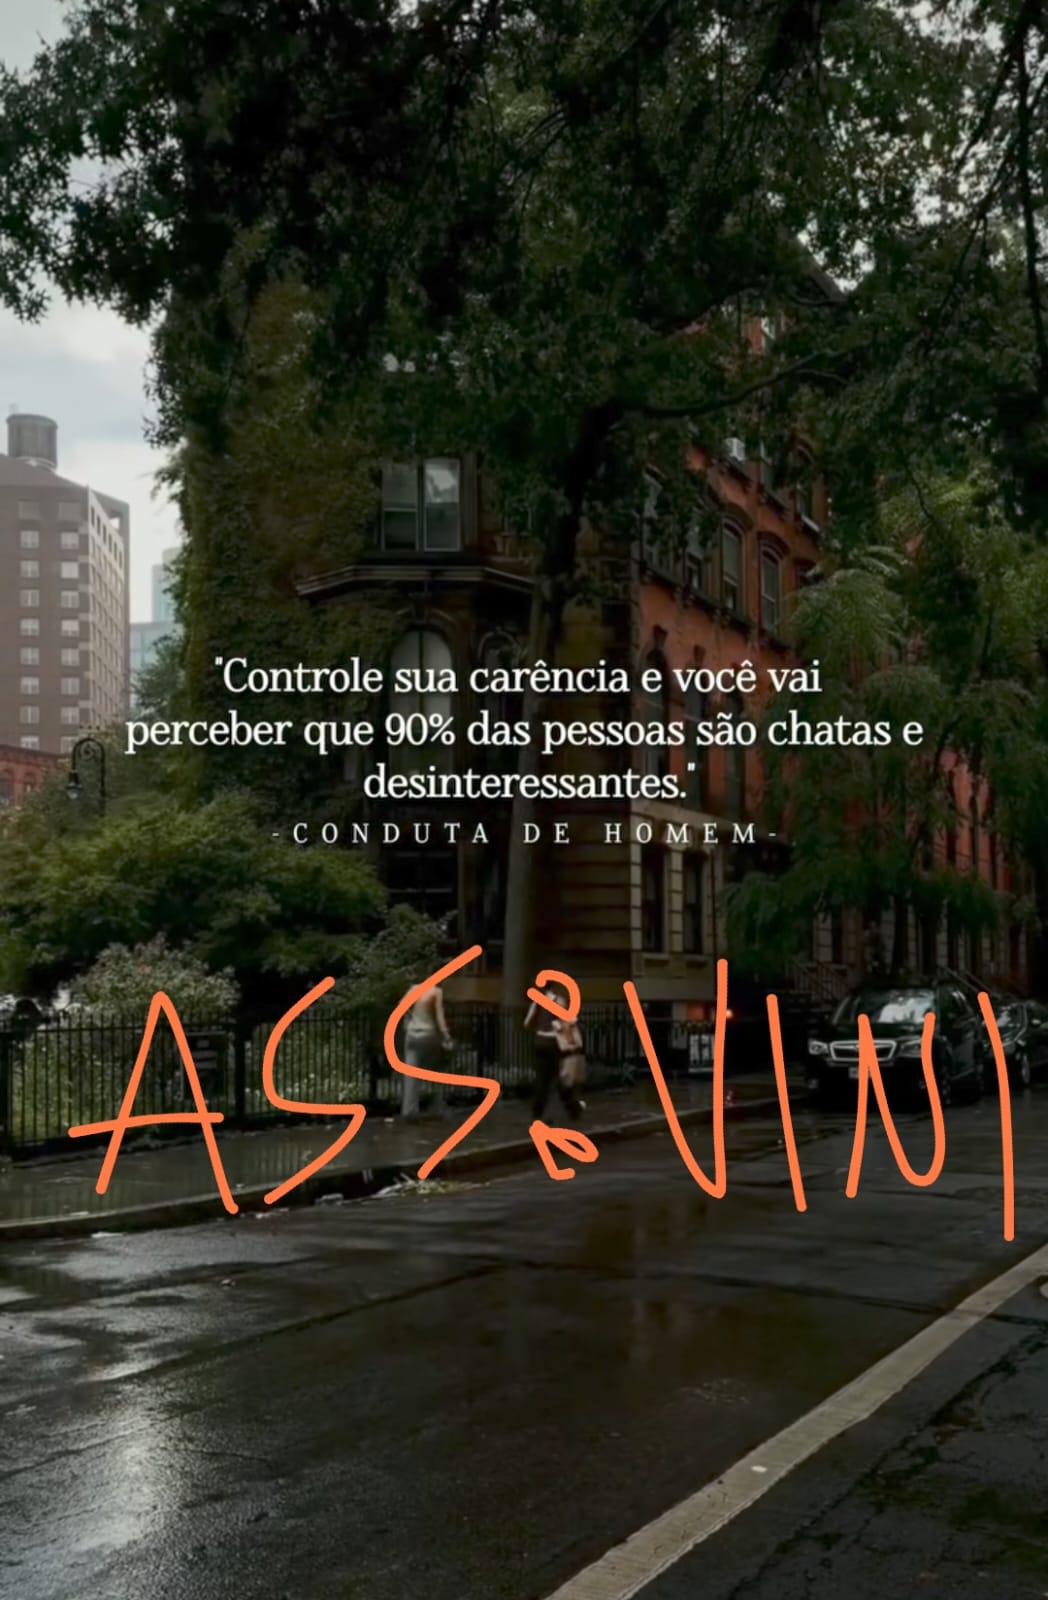 "Controle sua carência e você vai
perceber que 90% das pessoas são chatas e
desinteressantes."
-CONDUTA DE HOMEM-
ASS:VINI